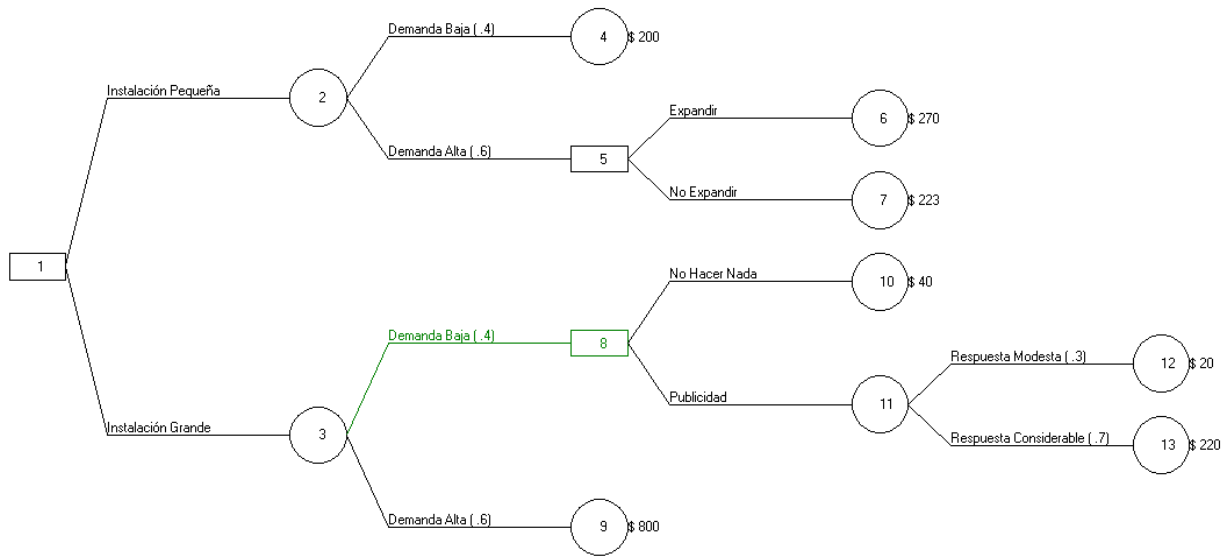 Demanda Baja ( .4)
4
$ 200
Instalación Pequeña
2
Expandir
6
$ 270
Demanda Alta ( .6)
5
No Expandir
7
$ 223
1
No Hacer Nada
10
$ 40
Demanda Baja ( .4)
8
Respuesta Modesta ( .3)
12
$ 20
Publicidad
11
Instalación Grande
3
Respuesta Considerable ( .7)
13
$ 220
Demanda Alta ( .6)
9
$ 800